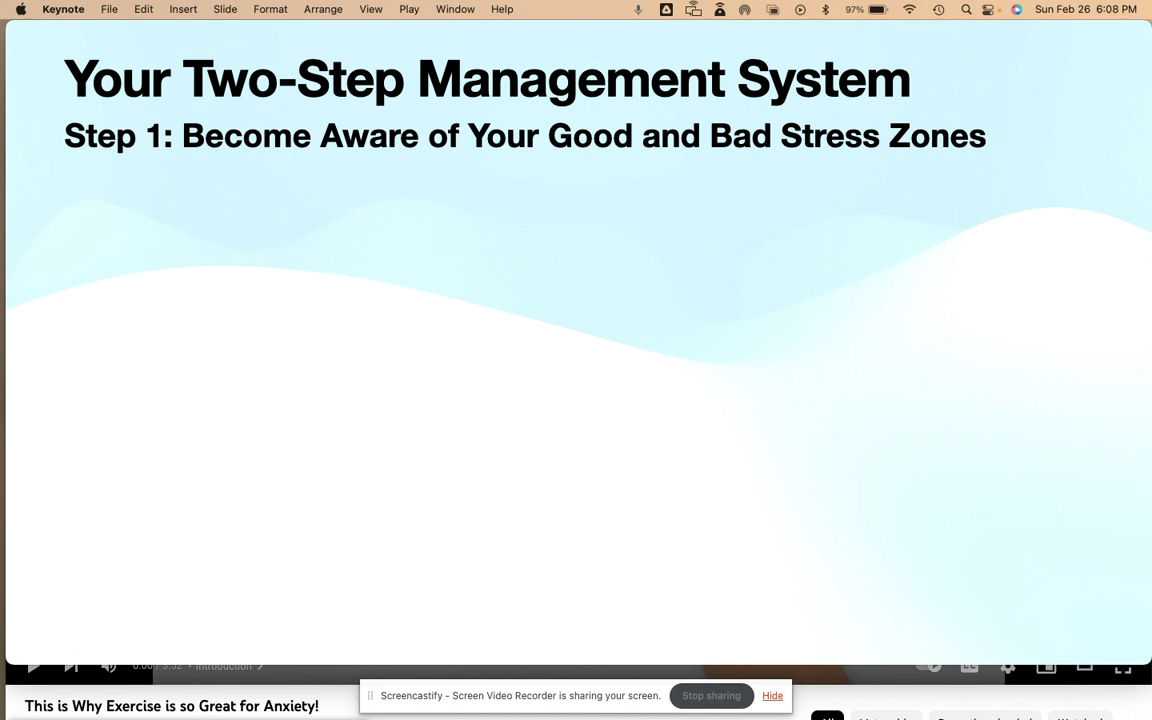 Keynote File Edit Insert Slide Format Arrange View Play Window Help 97% Sun Feb 26 6:08 PM
Your Two-Step Management System
Step 1: Become Aware of Your Good and Bad Stress Zones
Introduction
Screencastify - Screen Video Recorder is sharing your screen. Stop sharing Hide
This is Why Exercise is so Great for Anxiety!